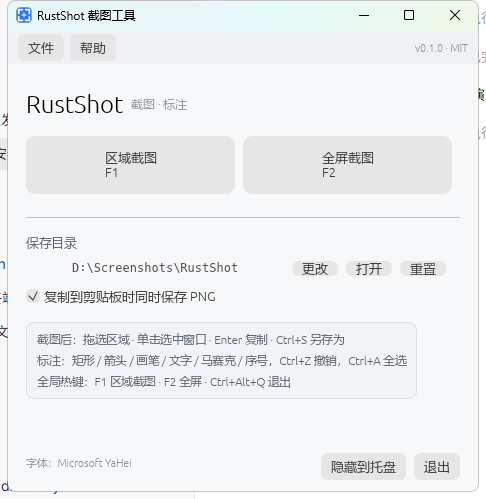 RustShot 截图工具
文件 帮助 v0.1.0 · MIT
RustShot 截图 · 标注
区域截图 全屏截图
F1 F2
保存目录
D:\Screenshots\RustShot 更改 打开 重置
复制到剪贴板时同时保存 PNG
截图后：拖选区域 · 单击选中窗口 · Enter 复制 · Ctrl+S 另存为
标注：矩形 / 箭头 / 画笔 / 文字 / 马赛克 / 序号，Ctrl+Z 撤销，Ctrl+A 全选
全局热键：F1 区域截图 · F2 全屏 · Ctrl+Alt+Q 退出
字体：Microsoft YaHei 隐藏到托盘 退出